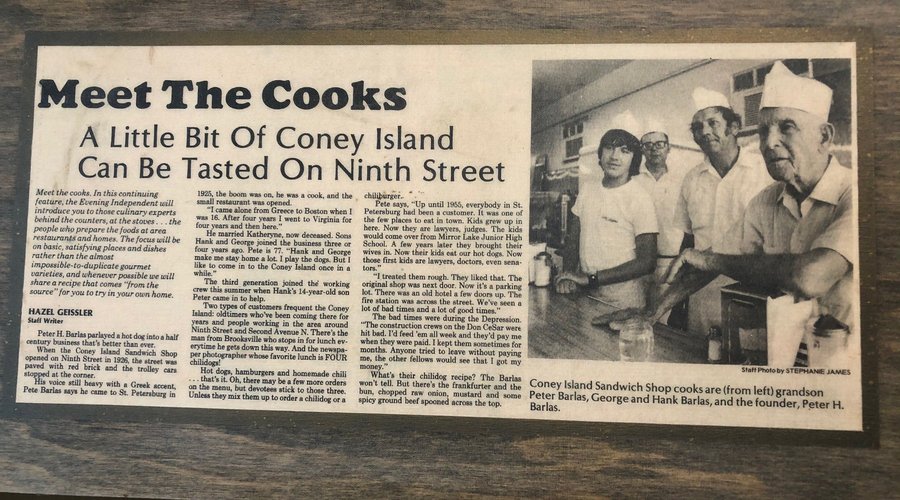 Meet The Cooks
A Little Bit Of Coney Island
Can Be Tasted On Ninth Street
Meet the cooks. In this continuing
feature, the Evening Independent will
introduce you to those culinary experts
behind the counters, at the stoves . . . the
people who prepare the foods at area
restaurants and homes. The focus will be
on basic, satisfying places and dishes
rather than the almost
impossible-to-duplicate gourmet
varieties, and whenever possible we will
share a recipe that comes "from the
source" for you to try in your own home.
HAZEL GEISSLER
Staff Writer
Peter H. Barlas parlayed a hot dog into a half
century business that's better than ever.
When the Coney Island Sandwich Shop
opened on Ninth Street in 1926, the street was
paved with red brick and the trolley cars
stopped at the corner.
His voice still heavy with a Greek accent,
Pete Barlas says he came to St. Petersburg in
1925, the boom was on, he was a cook, and the
small restaurant was opened.
"I came alone from Greece to Boston when I
was 16. After four years I went to Virginia for
four years and then here."
He married Katheryne, now deceased. Sons
Hank and George joined the business three or
four years ago. Pete is 77. "Hank and George
make me stay home a lot. I play the dogs. But I
like to come to the Coney Island once in a
while."
The third generation joined the working
crew this summer when Hank's 14-year-old son
Peter came in to help.
Two types of customers frequent the Coney
Island: oldtimers who've been coming there for
years and people working in the area around
Ninth Street and Second Avenue N. There's the
man from Brooksville who stops in for lunch ev-
erytime he gets down this way. And the newspa-
per photographer whose favorite lunch is FOUR
chilidogs!
Hot dogs, hamburgers and homemade chili
. . . that's it. Oh, there may be a few more orders
on the menu, but devotees stick to those three.
Unless they mix them up to order a chilidog or a
chiliburger.
Pete says, "Up until 1955, everybody in St.
Petersburg had been a customer. It was one of
the few places to eat in town. Kids grew up in
here. Now they are lawyers, judges. The kids
would come over from Mirror Lake Junior High
School. A few years later they brought their
wives in. Now their kids eat our hot dogs. Now
those first kids are lawyers, doctors, even sena-
tors."
"I treated them rough. They liked that. The
original shop was next door. Now it's a parking
lot. There was an old hotel a few doors up. The
fire station was across the street. We've seen a
lot of bad times and a lot of good times."
The bad times were during the Depression.
"The construction crews on the Don CeSar were
hit bad. I'd feed 'em all week and they'd pay me
when they were paid. I kept them sometimes for
months. Anyone tried to leave without paying
me, the other fellows would see that I got my
money."
What's their chilidog recipe? The Barlas
won't tell. But there's the frankfurter and the
bun, chopped raw onion, mustard and some
spicy ground beef spooned across the top.
Staff Photo by STEPHANIE JAMES
Coney Island Sandwich Shop cooks are (from left) grandson
Peter Barlas, George and Hank Barlas, and the founder, Peter H.
Barlas.